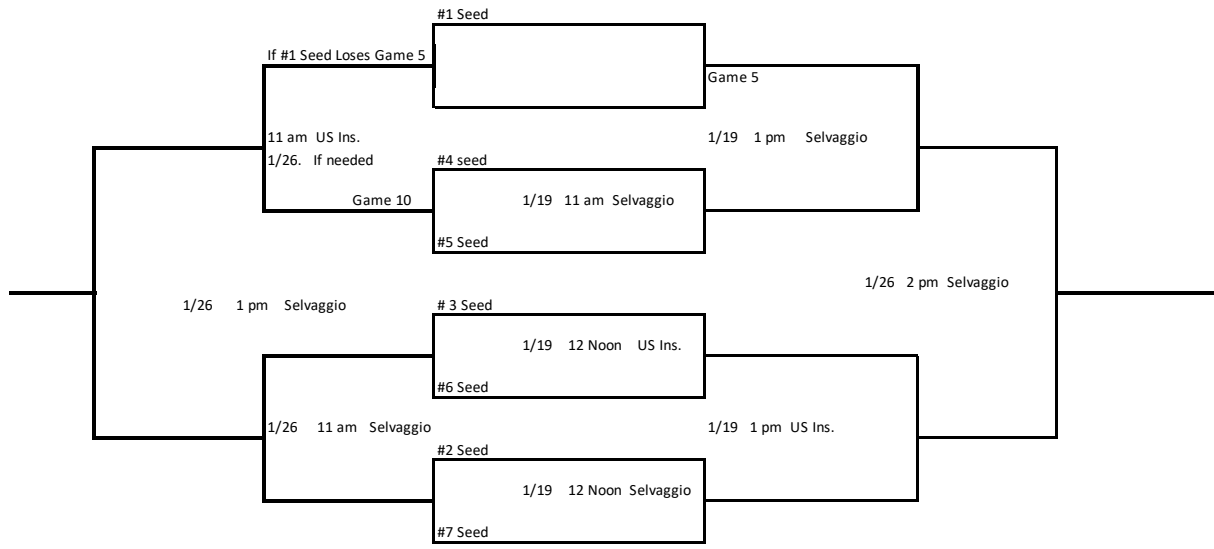 #1 Seed
If #1 Seed Loses Game 5
Game 5
11 am US Ins.
1/26. If needed
1/19 1 pm Selvaggio
#4 seed
Game 10
1/19 11 am Selvaggio
#5 Seed
1/26 2 pm Selvaggio
1/26 1 pm Selvaggio
# 3 Seed
1/19 12 Noon US Ins.
#6 Seed
1/26 11 am Selvaggio
1/19 1 pm US Ins.
#2 Seed
1/19 12 Noon Selvaggio
#7 Seed